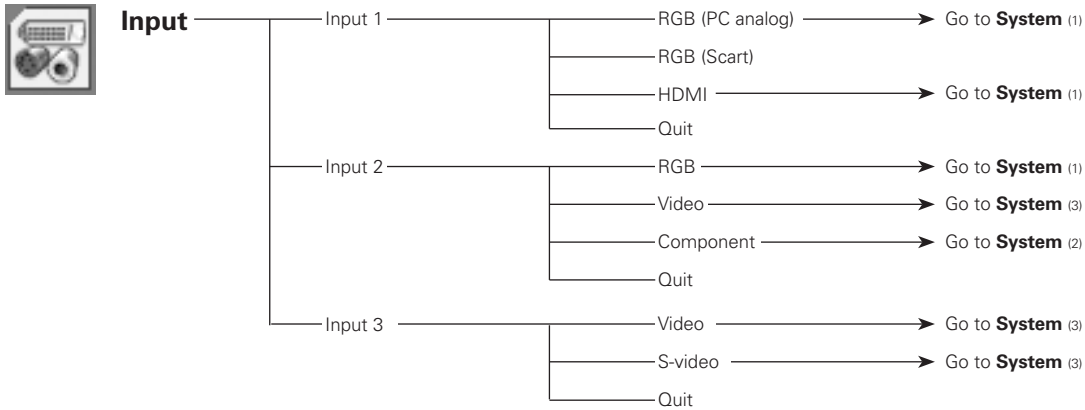 Input
Input 1
RGB (PC analog)
Go to System (1)
RGB (Scart)
HDMI
Go to System (1)
Quit
Input 2
RGB
Go to System (1)
Video
Go to System (3)
Component
Go to System (2)
Quit
Input 3
Video
Go to System (3)
S-video
Go to System (3)
Quit